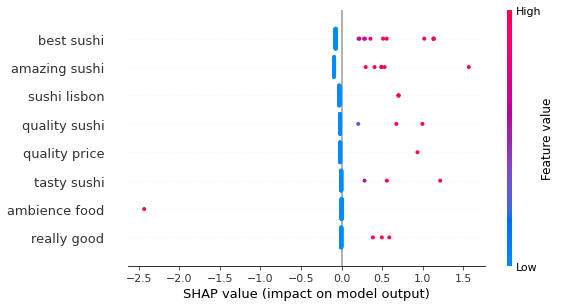 High
best sushi
amazing sushi
sushi lisbon
quality sushi
quality price
tasty sushi
ambience food
really good
Feature value
Low
−2.5 −2.0 −1.5 −1.0 −0.5 0.0 0.5 1.0 1.5
SHAP value (impact on model output)